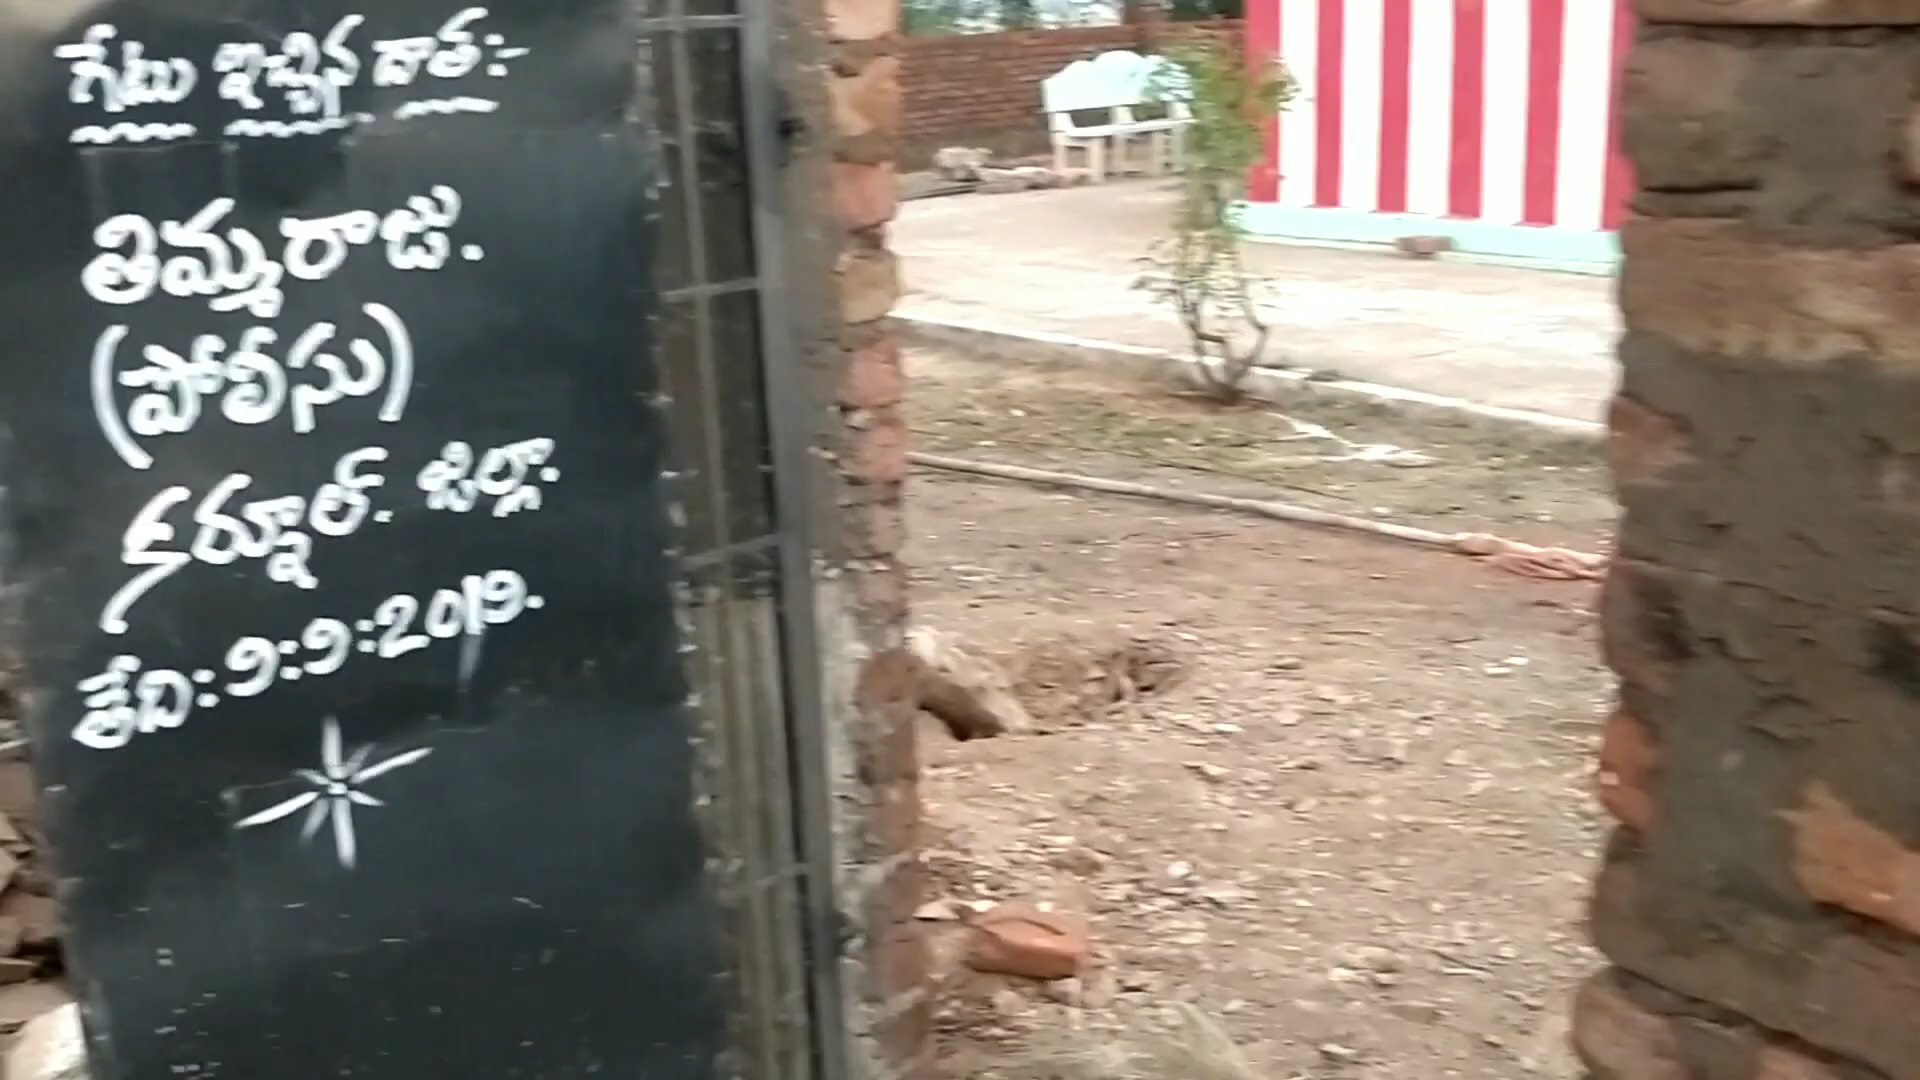 గేటు ఇచ్చిన దాత:-
తిమ్మరాజు.
(పోలీసు)
కర్నూల్. జిల్లా.
తేది: 9:9:2019.